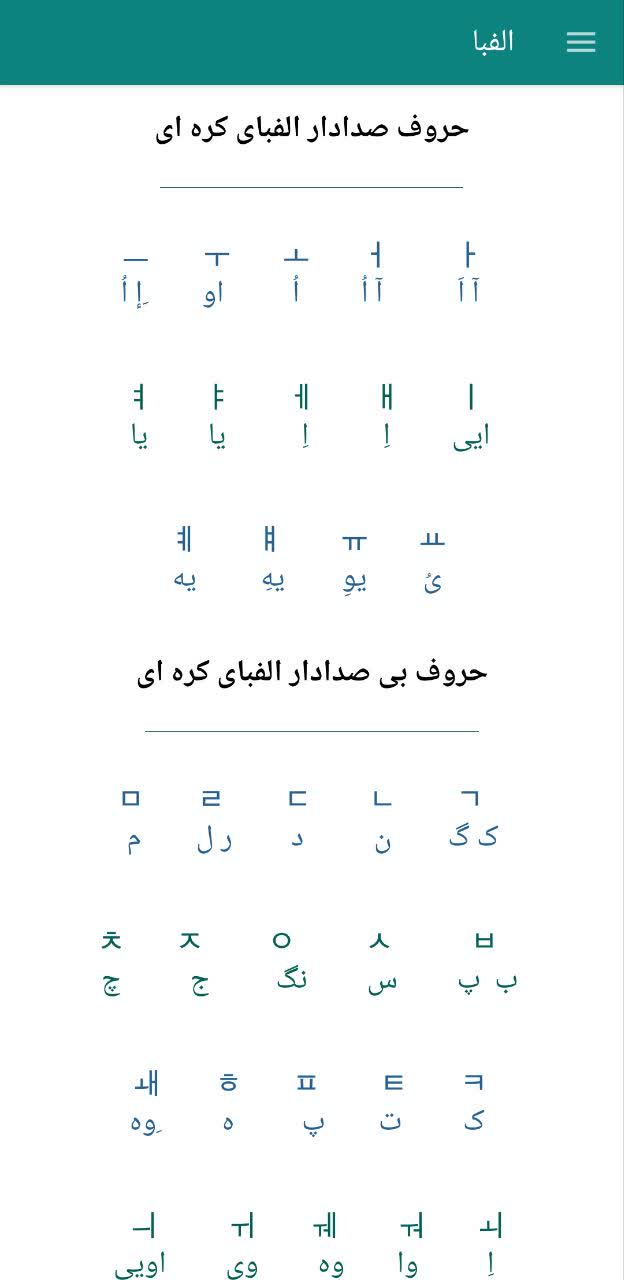 الفبا
حروف صدادار الفبای کره ای
ㅏ ㅓ ㅗ ㅜ ㅡ
آ اَ آ اُ اُ او ِإ اُ
ㅣ ㅐ ㅔ ㅑ ㅕ
ایی اِ اِ یا یا
ㅛ ㅠ ㅒ ㅖ
یُ یوِ یهِ یه
حروف بی صدادار الفبای کره ای
ㄱ ㄴ ㄷ ㄹ ㅁ
ک گ ن د ر ل م
ㅂ ㅅ ㅇ ㅈ ㅊ
ب پ س نگ ج چ
ㅋ ㅌ ㅍ ㅎ ㅙ
ک ت پ ه ِوه
ㅚ ㅝ ㅞ ㅟ ㅢ
اِ وا وه وی اویی